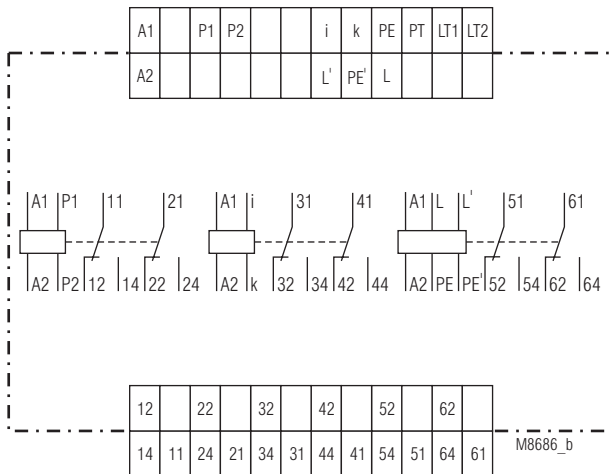 A1 P1 P2 i k PE PT LT1 LT2
A2 L' PE' L
A1 P1 11 21 A1 i 31 41 A1 L L' 51 61
A2 P2 12 14 22 24 A2 k 32 34 42 44 A2 PE PE' 52 54 62 64
12 22 32 42 52 62
14 11 24 21 34 31 44 41 54 51 64 61
M8686_b